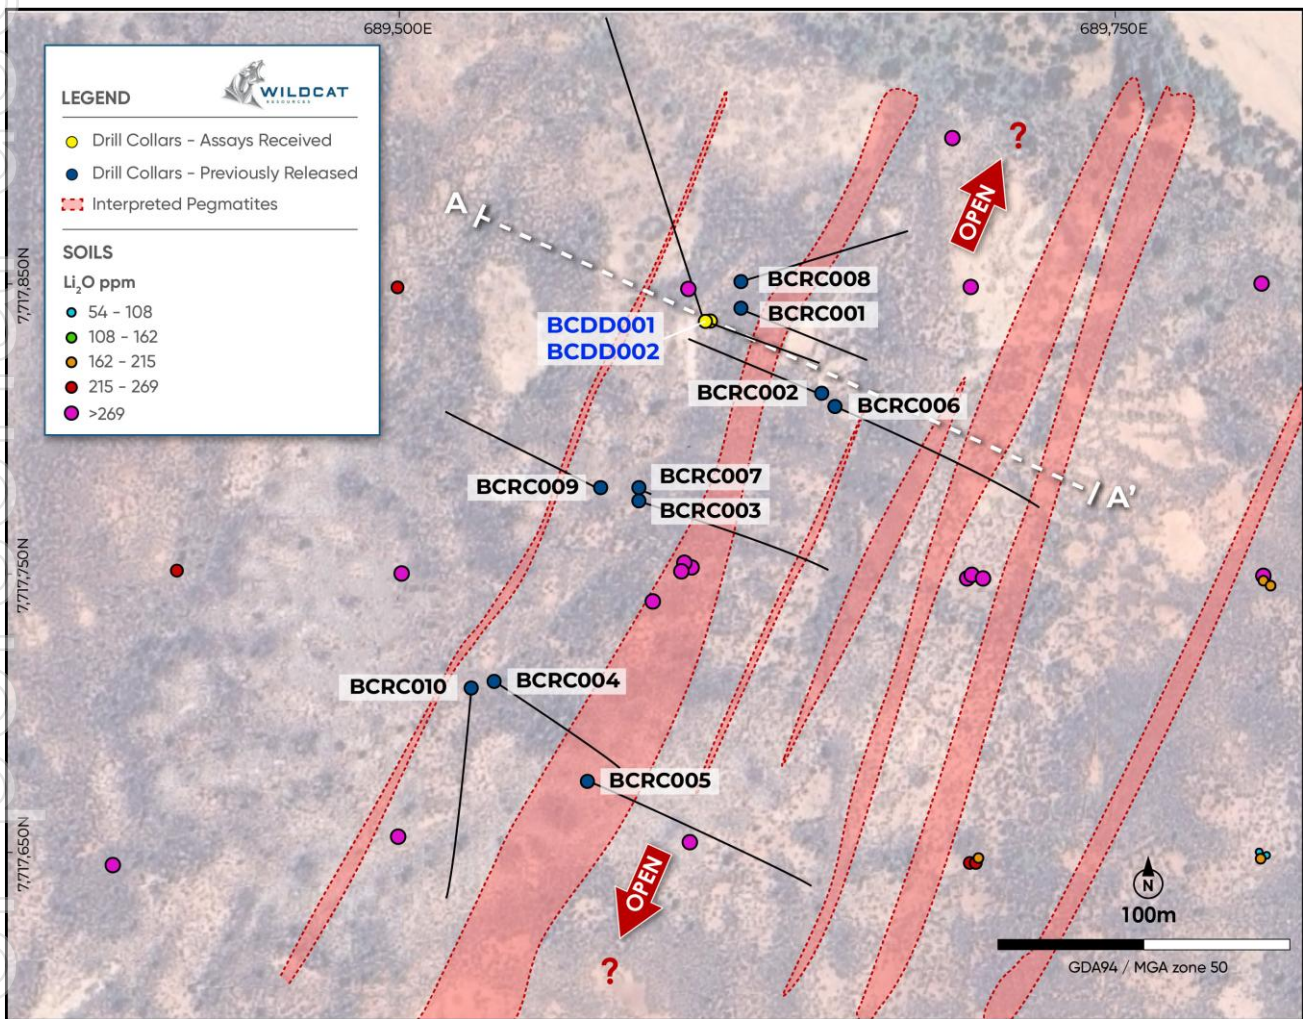 689,500E
689,750E
WILDCAT
RESOURCES
LEGEND
Drill Collars - Assays Received
Drill Collars - Previously Released
Interpreted Pegmatites
SOILS
Li₂O ppm
54 - 108
108 - 162
162 - 215
215 - 269
>269
7,717,850N
7,717,750N
7,717,650N
?
OPEN
A
BCRC008
BCRC001
BCDD001
BCDD002
BCRC002
BCRC006
BCRC007
BCRC009
A'
BCRC003
BCRC010
BCRC004
BCRC005
OPEN
?
N
100m
GDA94 / MGA zone 50